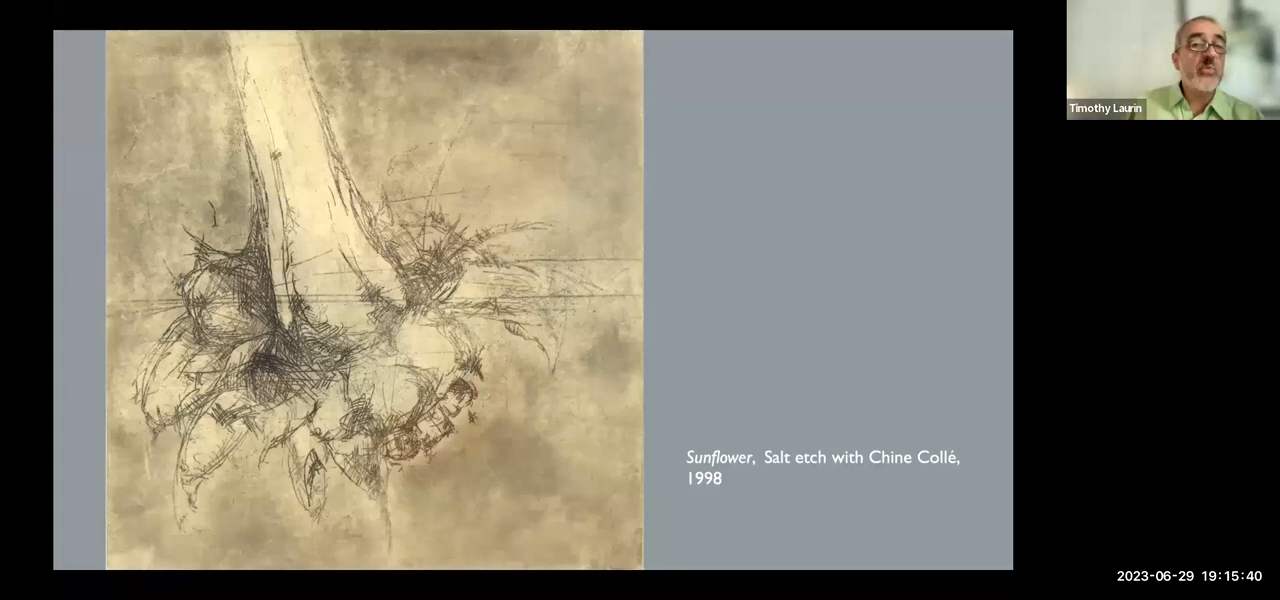 Timothy Laurin
Sunflower, Salt etch with Chine Collé,
1998
2023-06-29 19:15:40